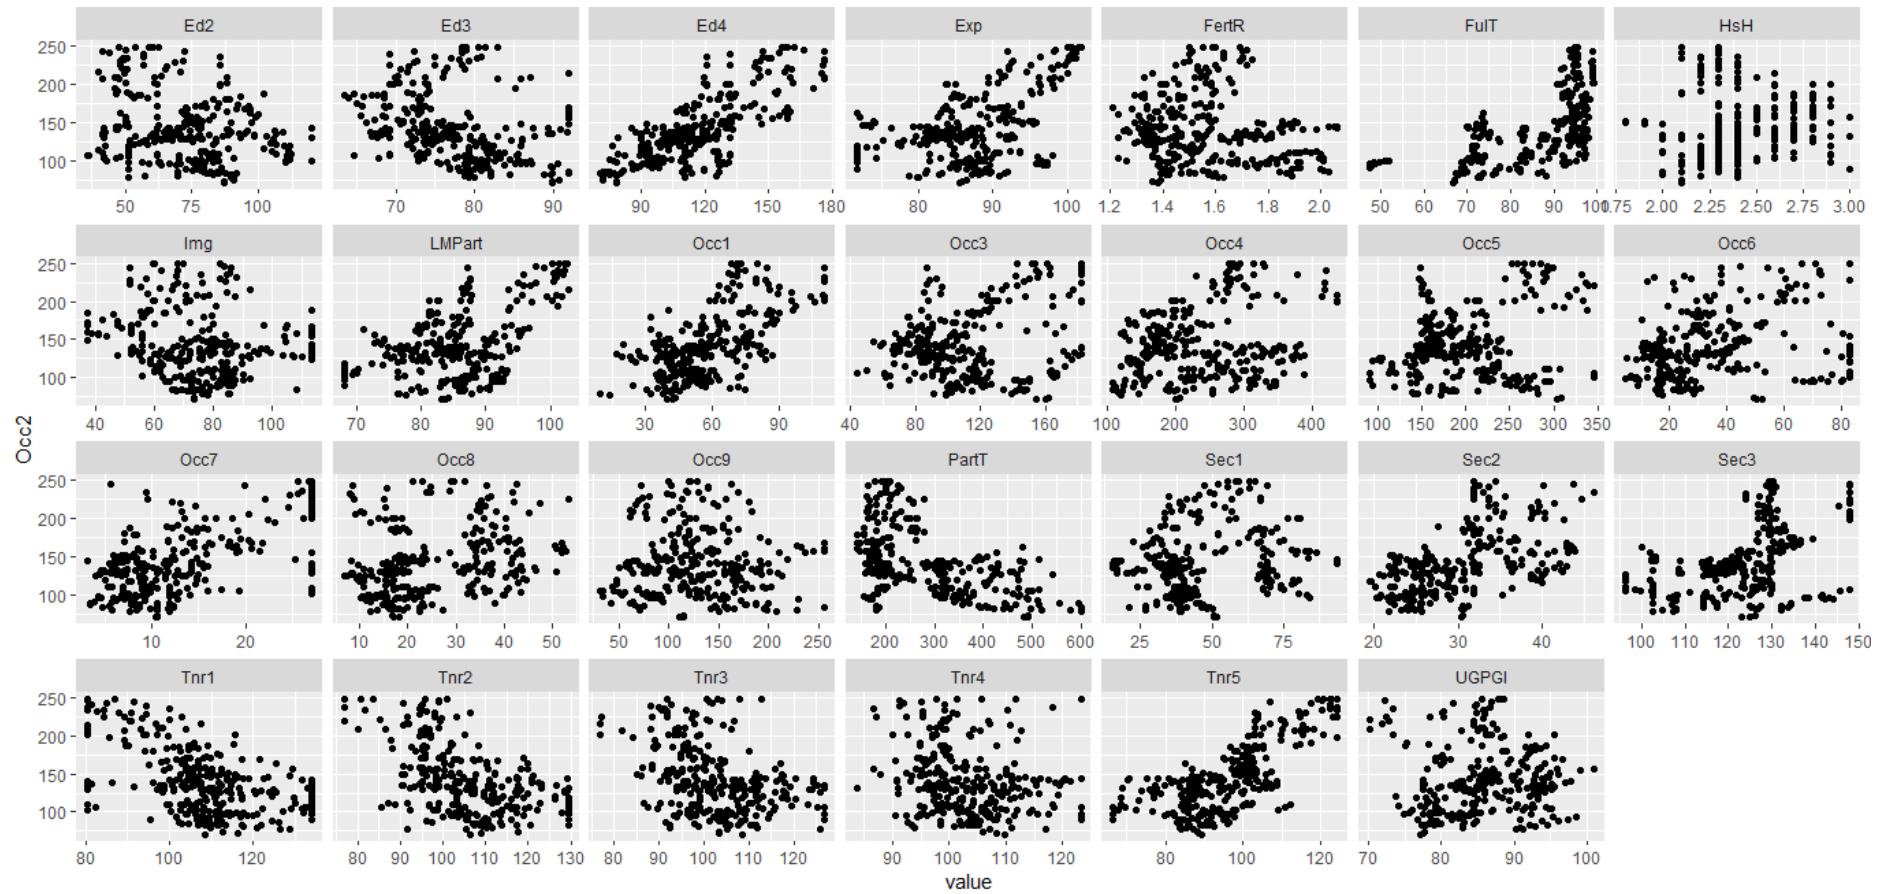 Ed2 Ed3 Ed4 Exp FertR FulT HsH
250
200
150
100
50 75 100 70 80 90 90 120 150 180 80 90 100 1.2 1.4 1.6 1.8 2.0 50 60 70 80 90 100 1.75 2.00 2.25 2.50 2.75 3.00
Img LMPart Occ1 Occ3 Occ4 Occ5 Occ6
250
200
150
100
40 60 80 100 70 80 90 100 30 60 90 40 80 120 160 100 200 300 400 100 150 200 250 300 350 20 40 60 80
Occ2
Occ7 Occ8 Occ9 PartT Sec1 Sec2 Sec3
250
200
150
100
10 20 10 20 30 40 50 50 100 150 200 250 200 300 400 500 600 25 50 75 20 30 40 100 110 120 130 140 150
Tnr1 Tnr2 Tnr3 Tnr4 Tnr5 UGPGI
250
200
150
100
80 100 120 80 90 100 110 120 130 80 90 100 110 120 90 100 110 120 80 100 120 70 80 90 100
value